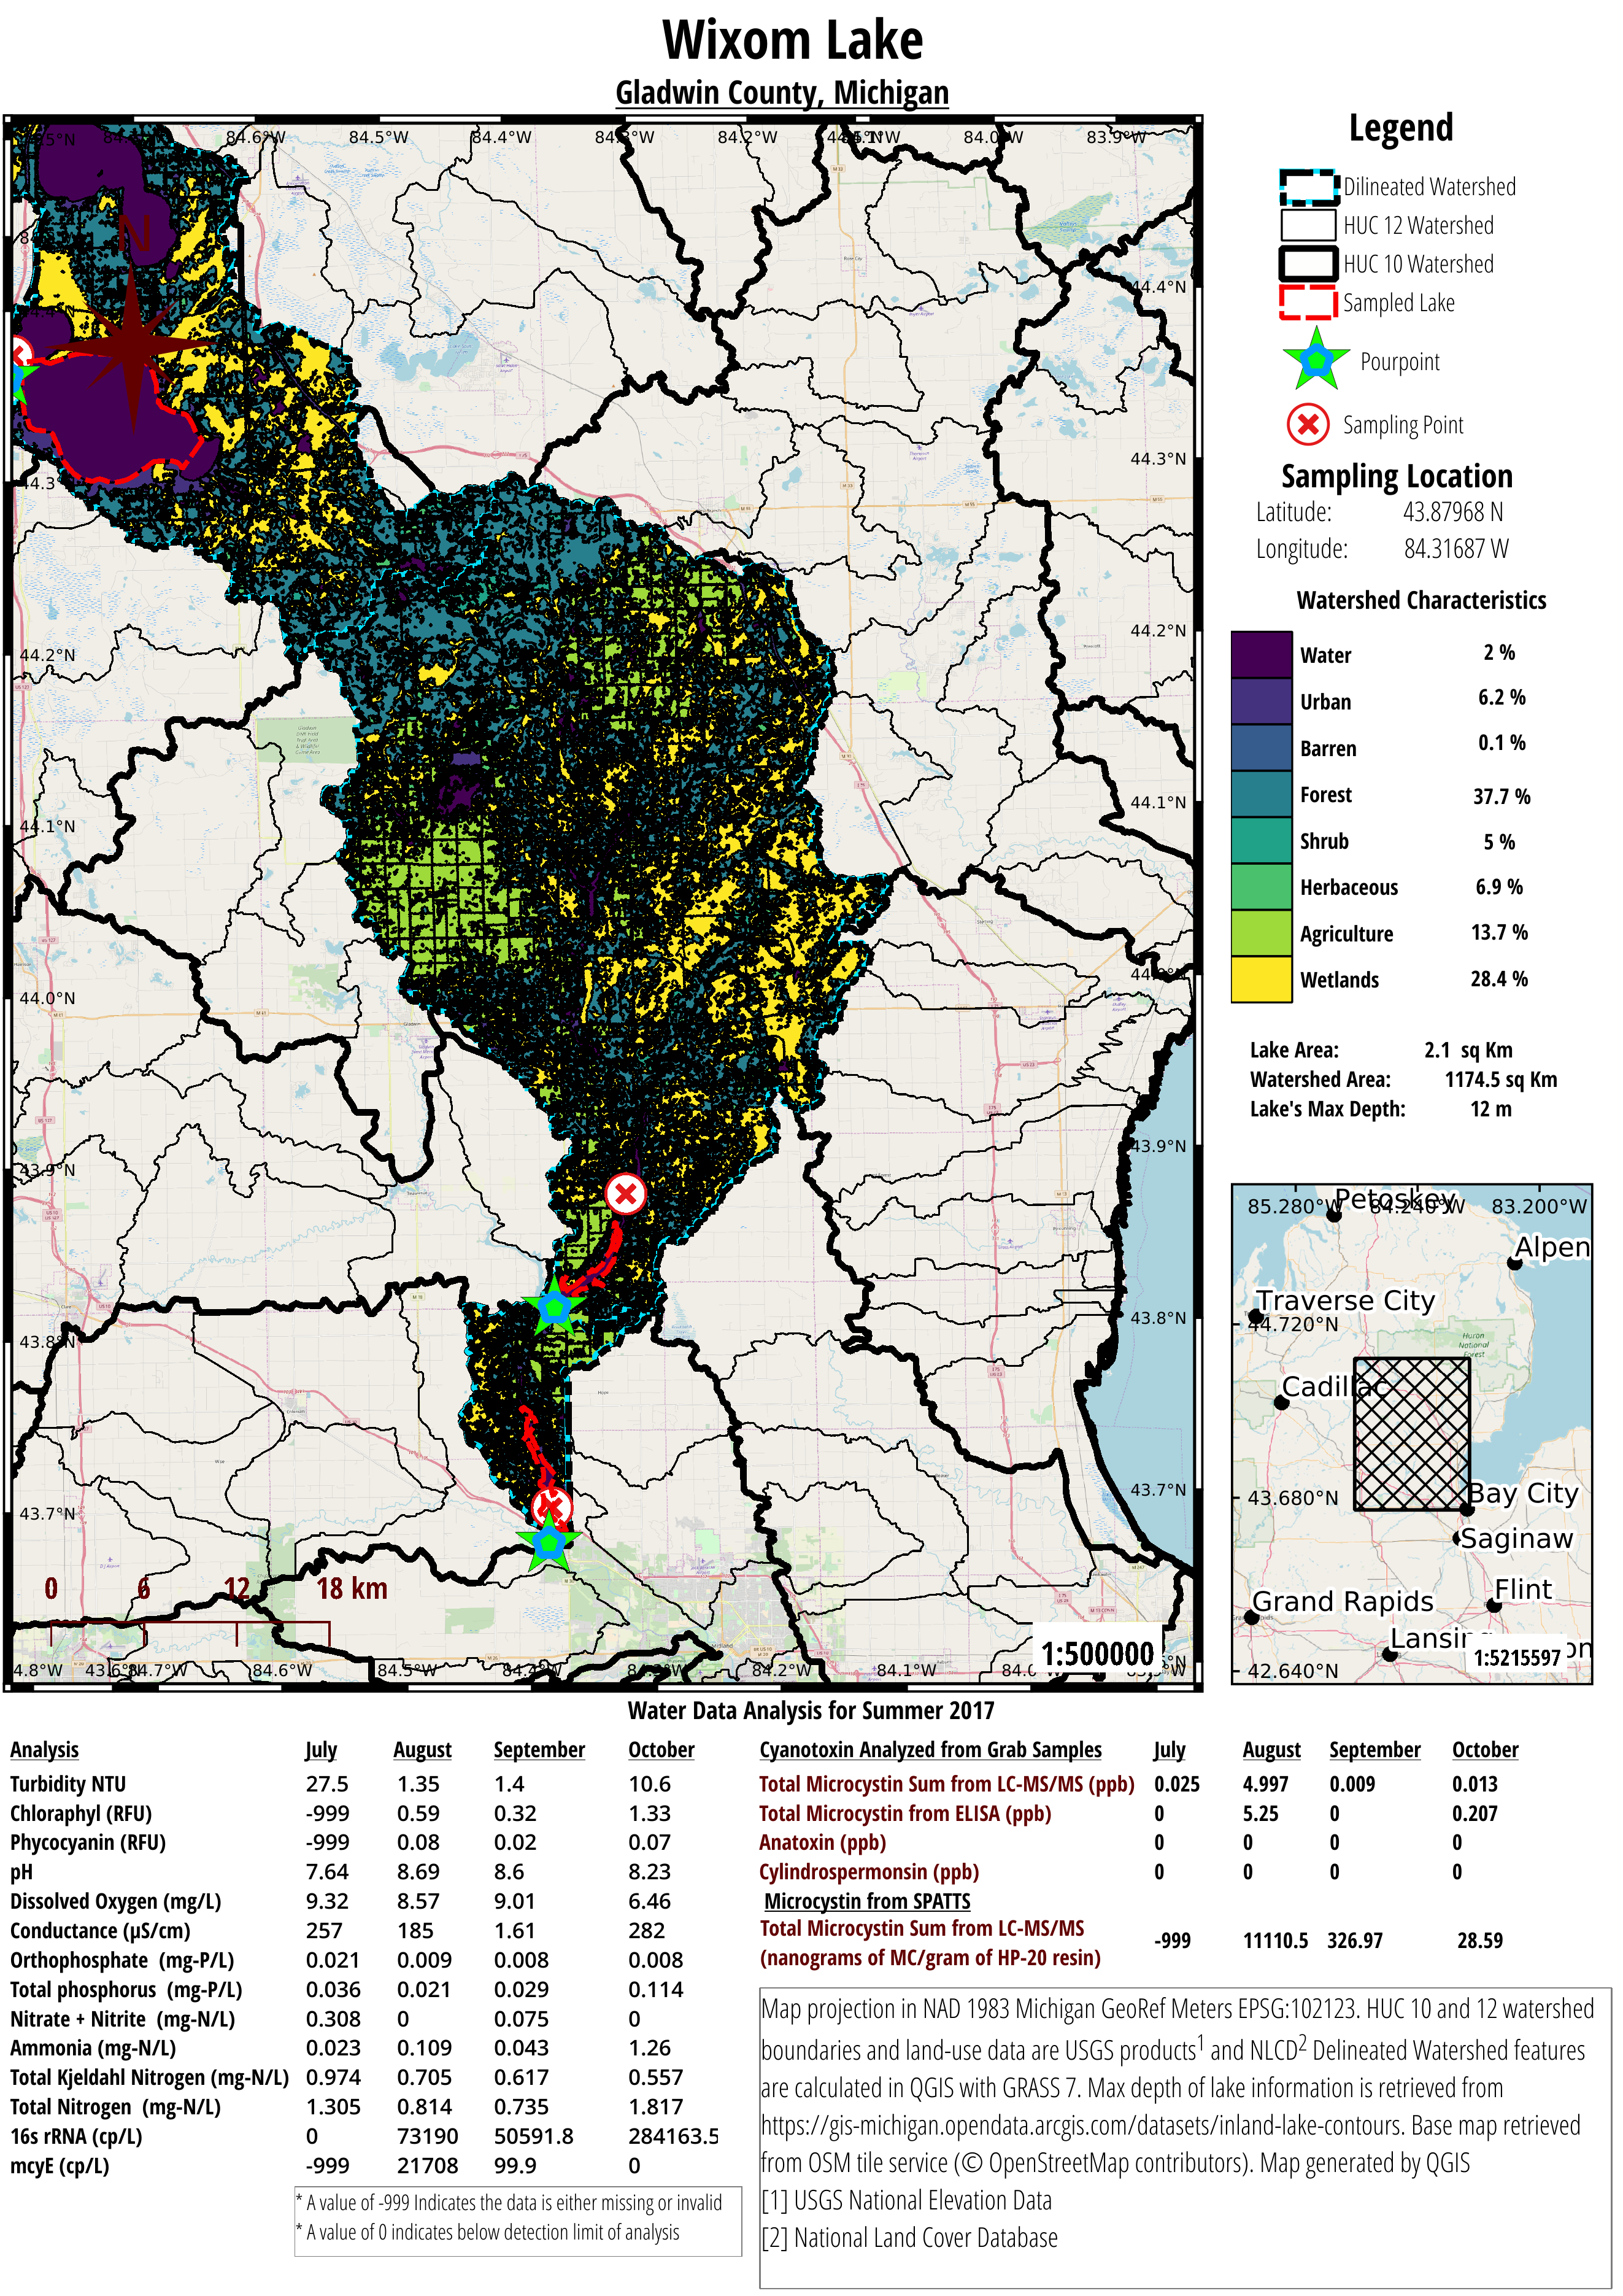 Wixom Lake
Gladwin County, Michigan
84.6°W 84.5°W 84.4°W 84.3°W 84.2°W 84.0°W 83.9°W
N
44.4°N
44.3°N
44.2°N
44.1°N
43.9°N
43.8°N
43.7°N
44.3°N
44.2°N
44.1°N
44.0°N
43.9°N
43.8°N
43.7°N
0 6 12 18 km
1:500000
84.7°W 84.6°W 84.5°W 84.4°W 84.3°W 84.2°W 84.1°W
Legend
Dilineated Watershed
HUC 12 Watershed
HUC 10 Watershed
Sampled Lake
Pourpoint
Sampling Point
Sampling Location
Latitude: 43.87968 N
Longitude: 84.31687 W
Watershed Characteristics
Water 2 %
Urban 6.2 %
Barren 0.1 %
Forest 37.7 %
Shrub 5 %
Herbaceous 6.9 %
Agriculture 13.7 %
Wetlands 28.4 %
Lake Area: 2.1 sq Km
Watershed Area: 1174.5 sq Km
Lake's Max Depth: 12 m
85.280°W 84.240°W 83.200°W
Petoskey
Alpen
Traverse City
44.720°N
Huron
National
Forest
Cadillac
43.680°N
Bay City
Saginaw
Flint
Grand Rapids
Lansing
1:5215597
42.640°N
Water Data Analysis for Summer 2017
Analysis July August September October
Turbidity NTU 27.5 1.35 1.4 10.6
Chloraphyl (RFU) -999 0.59 0.32 1.33
Phycocyanin (RFU) -999 0.08 0.02 0.07
pH 7.64 8.69 8.6 8.23
Dissolved Oxygen (mg/L) 9.32 8.57 9.01 6.46
Conductance (µS/cm) 257 185 1.61 282
Orthophosphate (mg-P/L) 0.021 0.009 0.008 0.008
Total phosphorus (mg-P/L) 0.036 0.021 0.029 0.114
Nitrate + Nitrite (mg-N/L) 0.308 0 0.075 0
Ammonia (mg-N/L) 0.023 0.109 0.043 1.26
Total Kjeldahl Nitrogen (mg-N/L) 0.974 0.705 0.617 0.557
Total Nitrogen (mg-N/L) 1.305 0.814 0.735 1.817
16s rRNA (cp/L) 0 73190 50591.8 284163.5
mcyE (cp/L) -999 21708 99.9 0
* A value of -999 Indicates the data is either missing or invalid
* A value of 0 indicates below detection limit of analysis
Cyanotoxin Analyzed from Grab Samples July August September October
Total Microcystin Sum from LC-MS/MS (ppb) 0.025 4.997 0.009 0.013
Total Microcystin from ELISA (ppb) 0 5.25 0 0.207
Anatoxin (ppb) 0 0 0 0
Cylindrospermonsin (ppb) 0 0 0 0
Microcystin from SPATTS
Total Microcystin Sum from LC-MS/MS
(nanograms of MC/gram of HP-20 resin) -999 11110.5 326.97 28.59
Map projection in NAD 1983 Michigan GeoRef Meters EPSG:102123. HUC 10 and 12 watershed
boundaries and land-use data are USGS products1 and NLCD2 Delineated Watershed features
are calculated in QGIS with GRASS 7. Max depth of lake information is retrieved from
https://gis-michigan.opendata.arcgis.com/datasets/inland-lake-contours. Base map retrieved
from OSM tile service (© OpenStreetMap contributors). Map generated by QGIS
[1] USGS National Elevation Data
[2] National Land Cover Database